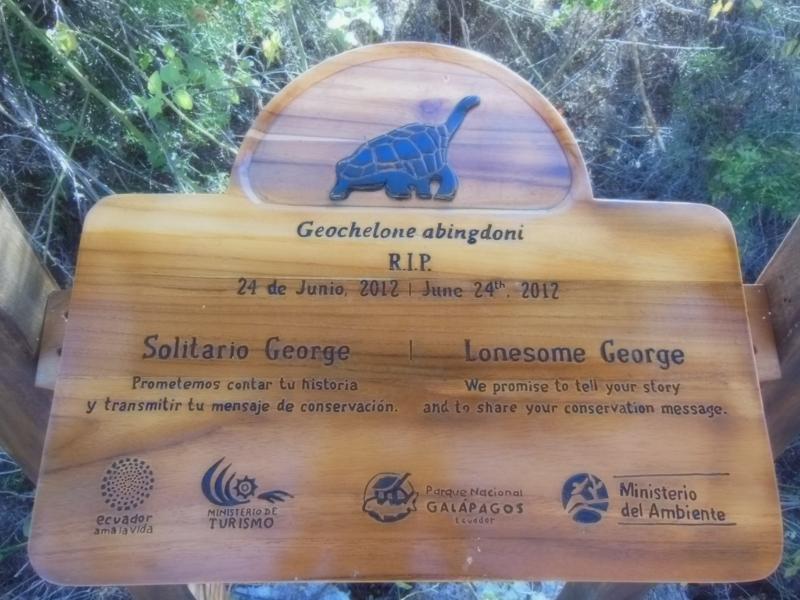 Geochelone abingdoni
R.I.P.
24 de Junio, 2012 | June 24th, 2012
Solitario George | Lonesome George
Prometemos contar tu historia
y transmitir tu mensaje de conservación.
We promise to tell your story
and to share your conservation message.
ecuador
ama la vida
MINISTERIO DE
TURISMO
Parque Nacional
GALÁPAGOS
Ecuador
Ministerio
del Ambiente